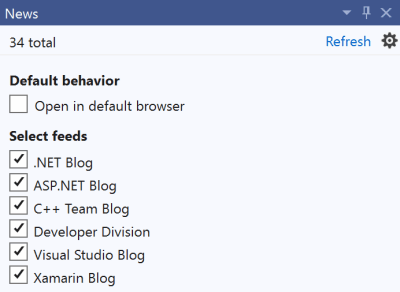 News
34 total Refresh
Default behavior
Open in default browser
Select feeds
.NET Blog
ASP.NET Blog
C++ Team Blog
Developer Division
Visual Studio Blog
Xamarin Blog